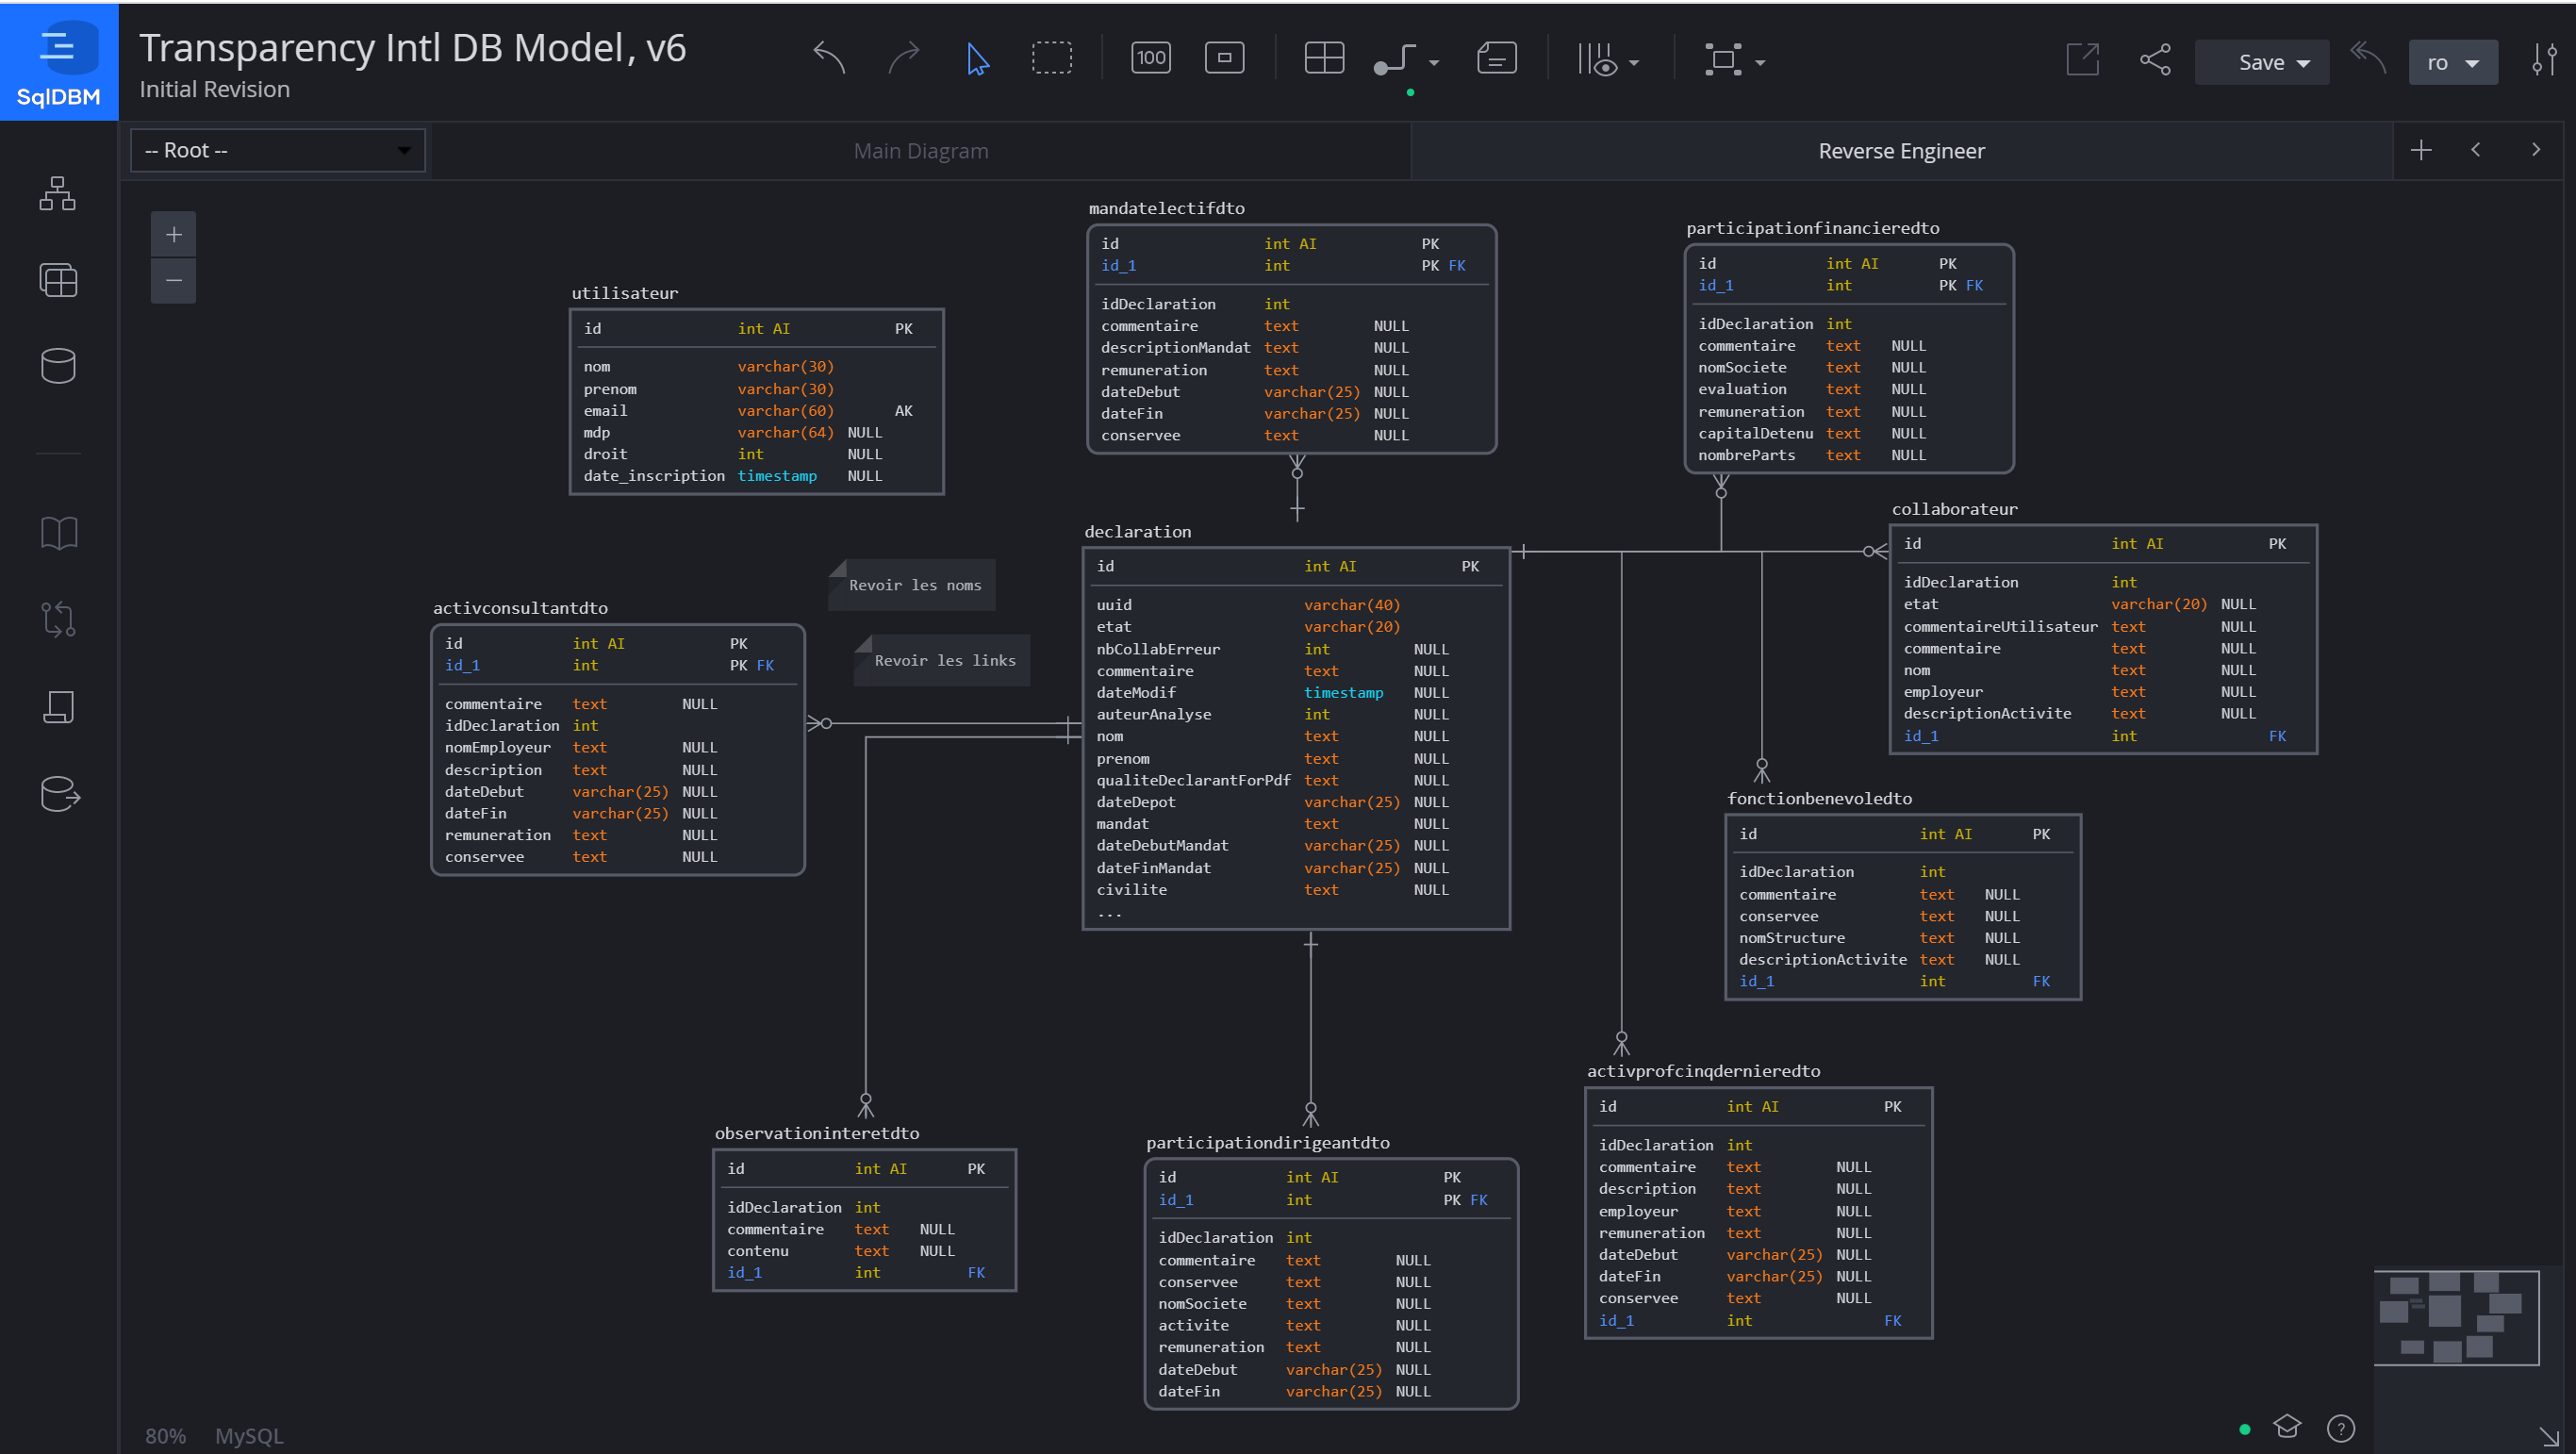 SqlDBM
Transparency Intl DB Model, v6
Initial Revision
100
Save
ro
-- Root --
Main Diagram
Reverse Engineer
mandatelectifdto
id int AI PK
id_1 int PK FK
idDeclaration int
commentaire text NULL
descriptionMandat text NULL
remuneration text NULL
dateDebut varchar(25) NULL
dateFin varchar(25) NULL
conservee text NULL
participationfinancieredto
id int AI PK
id_1 int PK FK
idDeclaration int
commentaire text NULL
nomSociete text NULL
evaluation text NULL
remuneration text NULL
capitalDetenu text NULL
nombreParts text NULL
utilisateur
id int AI PK
nom varchar(30)
prenom varchar(30)
email varchar(60) AK
mdp varchar(64) NULL
droit int NULL
date_inscription timestamp NULL
collaborateur
id int AI PK
idDeclaration int
etat varchar(20) NULL
commentaireUtilisateur text NULL
commentaire text NULL
nom text NULL
employeur text NULL
descriptionActivite text NULL
id_1 int FK
declaration
id int AI PK
uuid varchar(40)
etat varchar(20)
nbCollabErreur int NULL
commentaire text NULL
dateModif timestamp NULL
auteurAnalyse int NULL
nom text NULL
prenom text NULL
qualiteDeclarantForPdf text NULL
dateDepot varchar(25) NULL
mandat text NULL
dateDebutMandat varchar(25) NULL
dateFinMandat varchar(25) NULL
civilite text NULL
...
Revoir les noms
Revoir les links
activconsultantdto
id int AI PK
id_1 int PK FK
commentaire text NULL
idDeclaration int
nomEmployeur text NULL
description text NULL
dateDebut varchar(25) NULL
dateFin varchar(25) NULL
remuneration text NULL
conservee text NULL
fonctionbenevoledto
id int AI PK
idDeclaration int
commentaire text NULL
conservee text NULL
nomStructure text NULL
descriptionActivite text NULL
id_1 int FK
activprofcinqdernieredto
id int AI PK
idDeclaration int
commentaire text NULL
description text NULL
employeur text NULL
remuneration text NULL
dateDebut varchar(25) NULL
dateFin varchar(25) NULL
conservee text NULL
id_1 int FK
observationinteretdto
id int AI PK
idDeclaration int
commentaire text NULL
contenu text NULL
id_1 int FK
participationdirigeantdto
id int AI PK
id_1 int PK FK
idDeclaration int
commentaire text NULL
conservee text NULL
nomSociete text NULL
activite text NULL
remuneration text NULL
dateDebut varchar(25) NULL
dateFin varchar(25) NULL
80% MySQL
?